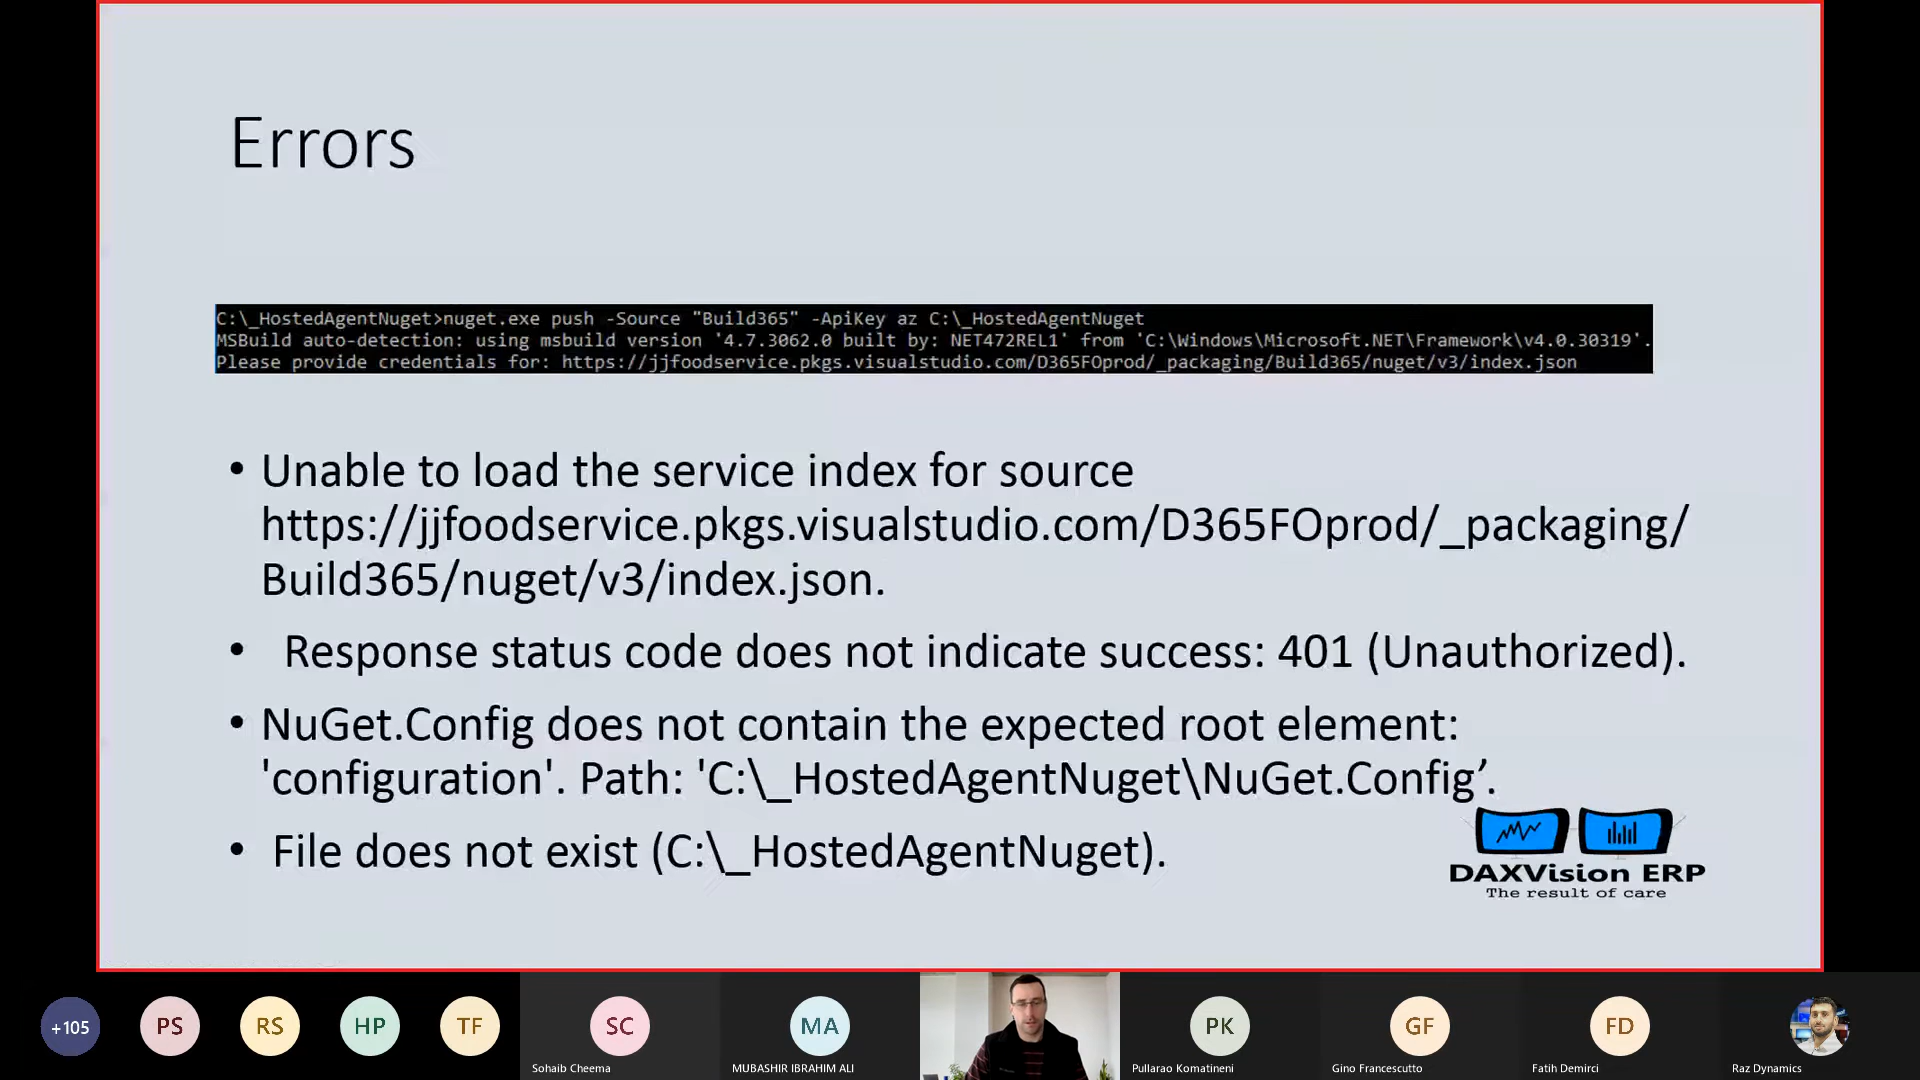 Errors
C:\_HostedAgentNuget>nuget.exe push -Source "Build365" -ApiKey az C:\_HostedAgentNuget
MSBuild auto-detection: using msbuild version '4.7.3062.0 built by: NET472REL1' from 'C:\Windows\Microsoft.NET\Framework\v4.0.30319'.
Please provide credentials for: https://jjfoodservice.pkgs.visualstudio.com/D365FOprod/_packaging/Build365/nuget/v3/index.json
• Unable to load the service index for source
https://jjfoodservice.pkgs.visualstudio.com/D365FOprod/_packaging/
Build365/nuget/v3/index.json.
• Response status code does not indicate success: 401 (Unauthorized).
• NuGet.Config does not contain the expected root element:
'configuration'. Path: 'C:\_HostedAgentNuget\NuGet.Config’.
• File does not exist (C:\_HostedAgentNuget).
DAXVision ERP
The result of care
+105
PS
RS
HP
TF
SC
Sohaib Cheema
MA
MUBASHIR IBRAHIM ALI
PK
Pullarao Komatineni
GF
Gino Francescutto
FD
Fatih Demirci
Raz Dynamics